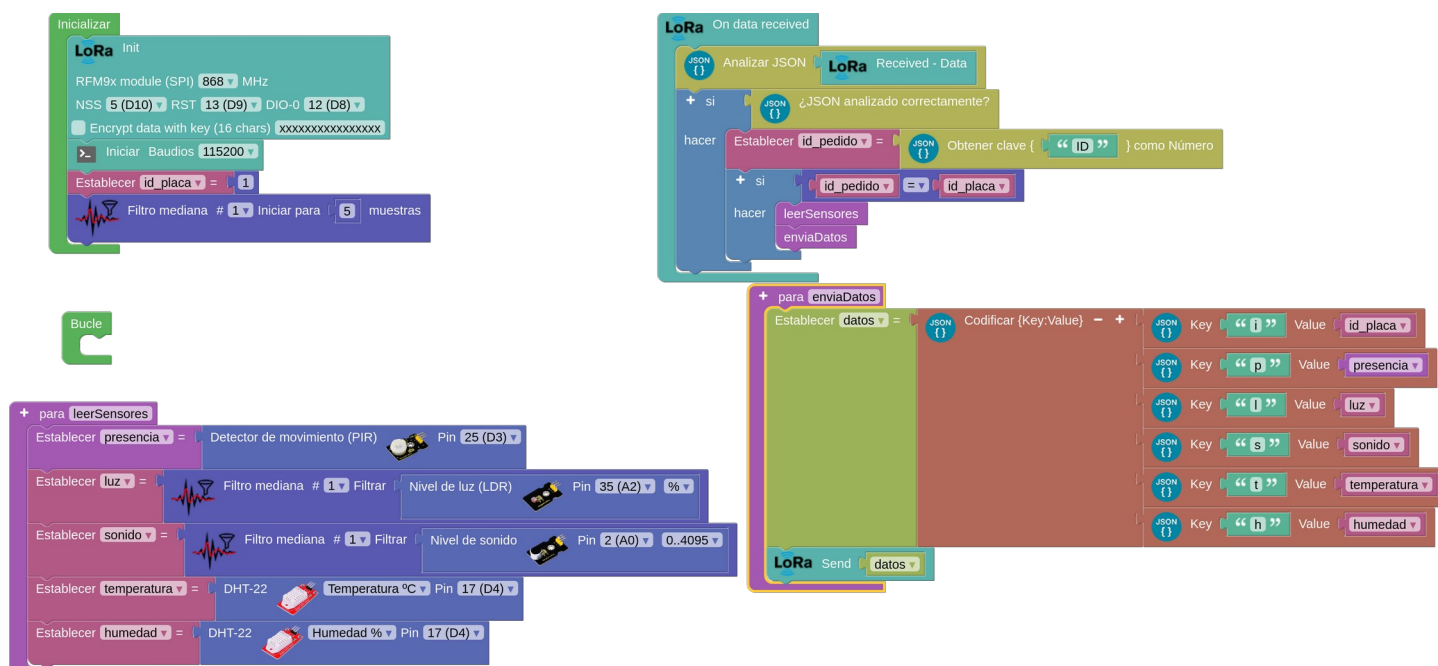 Inicializar
LoRa Init
RFM9x module (SPI) 868 MHz
NSS 5 (D10) RST 13 (D9) DIO-0 12 (D8)
Encrypt data with key (16 chars) xxxxxxxxxxxxxxxx
>_ Iniciar Baudios 115200
Establecer id_placa = 1
Filtro mediana # 1 Iniciar para 5 muestras
Bucle
+ para leerSensores
Establecer presencia = Detector de movimiento (PIR) Pin 25 (D3)
Establecer luz = Filtro mediana # 1 Filtrar Nivel de luz (LDR) Pin 35 (A2) %
Establecer sonido = Filtro mediana # 1 Filtrar Nivel de sonido Pin 2 (A0) 0..4095
Establecer temperatura = DHT-22 Temperatura ºC Pin 17 (D4)
Establecer humedad = DHT-22 Humedad % Pin 17 (D4)
LoRa On data received
JSON { } Analizar JSON LoRa Received - Data
+ si JSON { } ¿JSON analizado correctamente?
hacer Establecer id_pedido = JSON { } Obtener clave { “ ID ” } como Número
+ si id_pedido = id_placa
hacer leerSensores
enviaDatos
+ para enviaDatos
Establecer datos = JSON { } Codificar {Key:Value} − + JSON { } Key “ i ” Value id_placa
JSON { } Key “ p ” Value presencia
JSON { } Key “ l ” Value luz
JSON { } Key “ s ” Value sonido
JSON { } Key “ t ” Value temperatura
JSON { } Key “ h ” Value humedad
LoRa Send datos